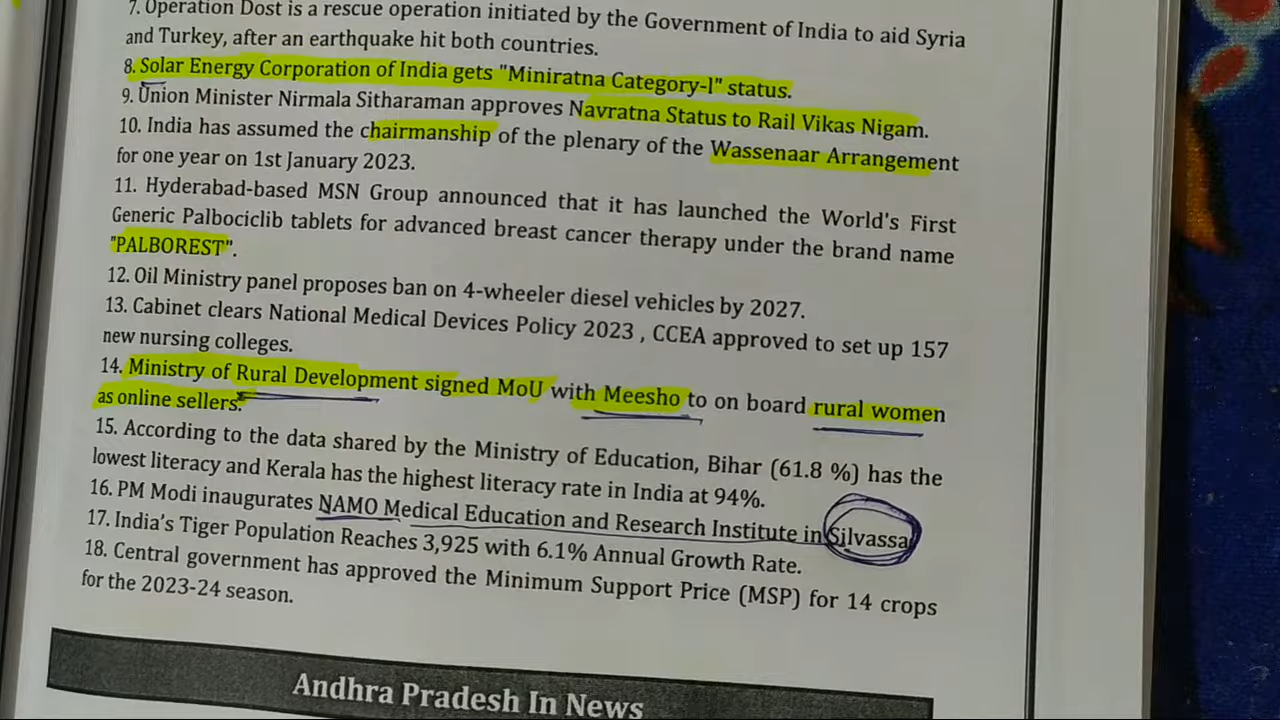 7. Operation Dost is a rescue operation initiated by the Government of India to aid Syria
and Turkey, after an earthquake hit both countries.
8. Solar Energy Corporation of India gets "Miniratna Category-I" status.
9. Union Minister Nirmala Sitharaman approves Navratna Status to Rail Vikas Nigam.
10. India has assumed the chairmanship of the plenary of the Wassenaar Arrangement
for one year on 1st January 2023.
11. Hyderabad-based MSN Group announced that it has launched the World's First
Generic Palbociclib tablets for advanced breast cancer therapy under the brand name
"PALBOREST".
12. Oil Ministry panel proposes ban on 4-wheeler diesel vehicles by 2027.
13. Cabinet clears National Medical Devices Policy 2023 , CCEA approved to set up 157
new nursing colleges.
14. Ministry of Rural Development signed MoU with Meesho to on board rural women
as online sellers.
15. According to the data shared by the Ministry of Education, Bihar (61.8 %) has the
lowest literacy and Kerala has the highest literacy rate in India at 94%.
16. PM Modi inaugurates NAMO Medical Education and Research Institute in Silvassa
17. India's Tiger Population Reaches 3,925 with 6.1% Annual Growth Rate.
18. Central government has approved the Minimum Support Price (MSP) for 14 crops
for the 2023-24 season.
Andhra Pradesh In News